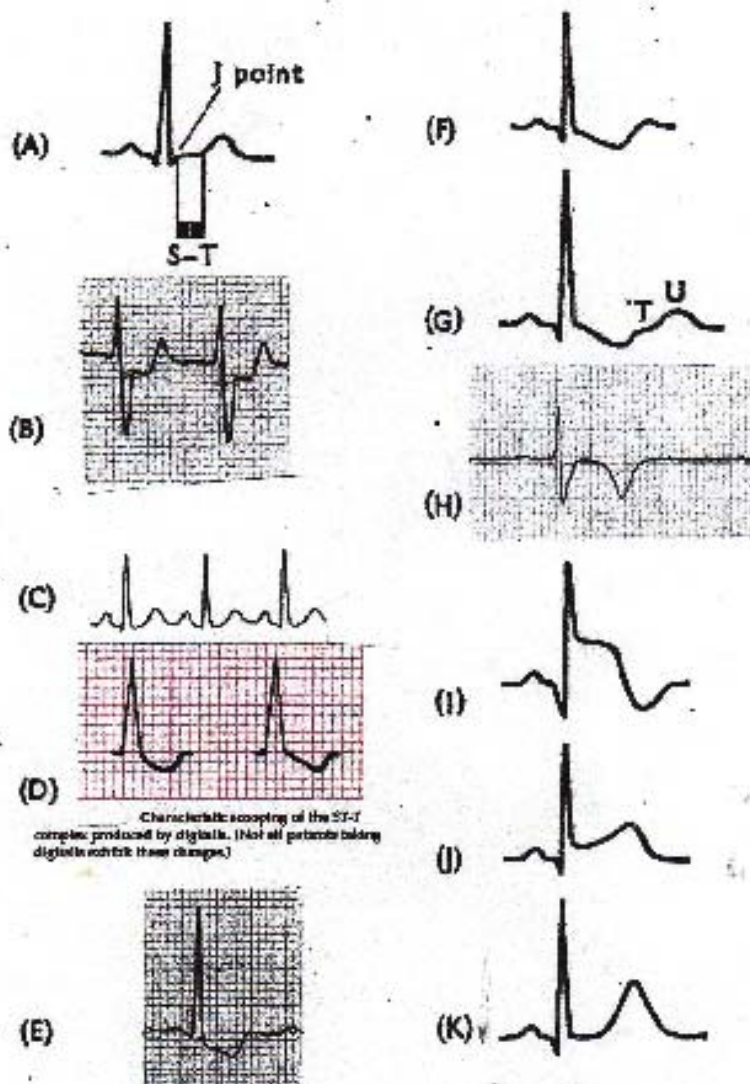 (A)
J point
S-T
(B)
(C)
(D)
Characteristic scooping of the ST-T
complex produced by digitalis. (Not all patients taking
digitalis exhibit these changes.)
(E)
(F)
(G)
T
U
(H)
(I)
(J)
(K)